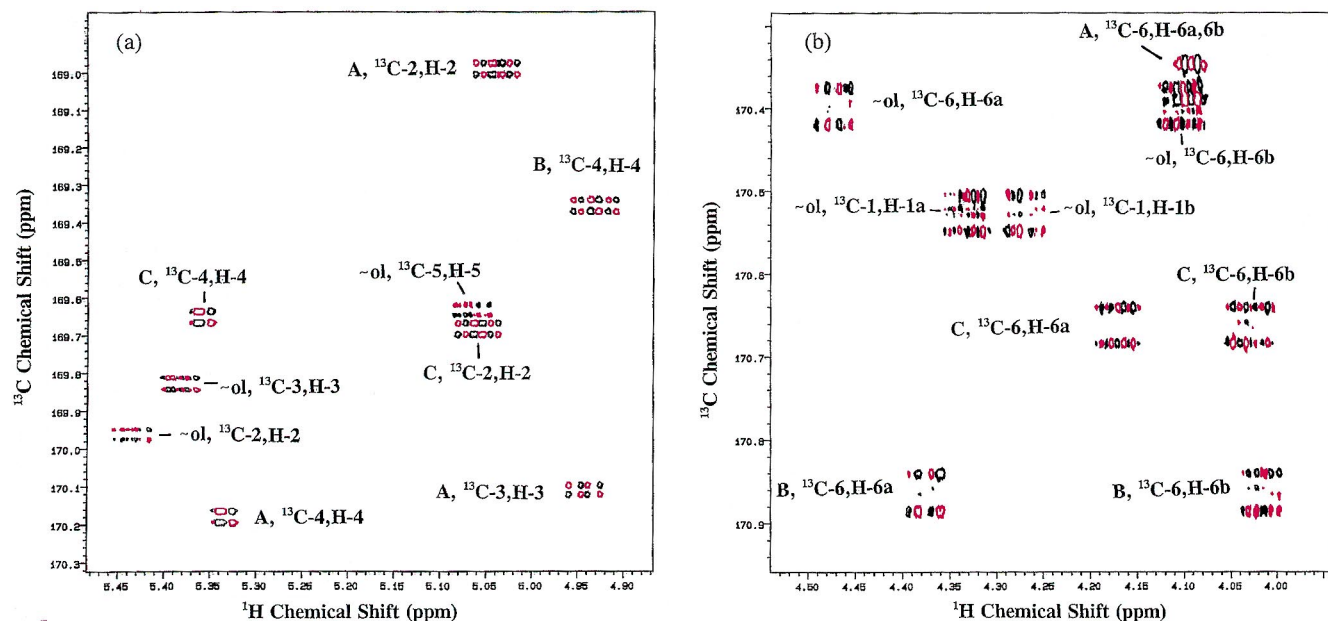 (a)
A, ¹³C-2,H-2
B, ¹³C-4,H-4
C, ¹³C-4,H-4
~ol, ¹³C-5,H-5
C, ¹³C-2,H-2
~ol, ¹³C-3,H-3
~ol, ¹³C-2,H-2
A, ¹³C-3,H-3
A, ¹³C-4,H-4
169.0
169.1
169.2
169.3
169.4
169.5
169.6
169.7
169.8
169.9
170.0
170.1
170.2
170.3
¹³C Chemical Shift (ppm)
5.45 5.40 5.35 5.30 5.25 5.20 5.15 5.10 5.05 5.00 4.95 4.90
¹H Chemical Shift (ppm)
(b)
A, ¹³C-6,H-6a,6b
~ol, ¹³C-6,H-6a
~ol, ¹³C-6,H-6b
~ol, ¹³C-1,H-1a
~ol, ¹³C-1,H-1b
C, ¹³C-6,H-6b
C, ¹³C-6,H-6a
B, ¹³C-6,H-6a
B, ¹³C-6,H-6b
170.4
170.5
170.6
170.7
170.8
170.9
¹³C Chemical Shift (ppm)
4.50 4.45 4.40 4.35 4.30 4.25 4.20 4.15 4.10 4.05 4.00
¹H Chemical Shift (ppm)